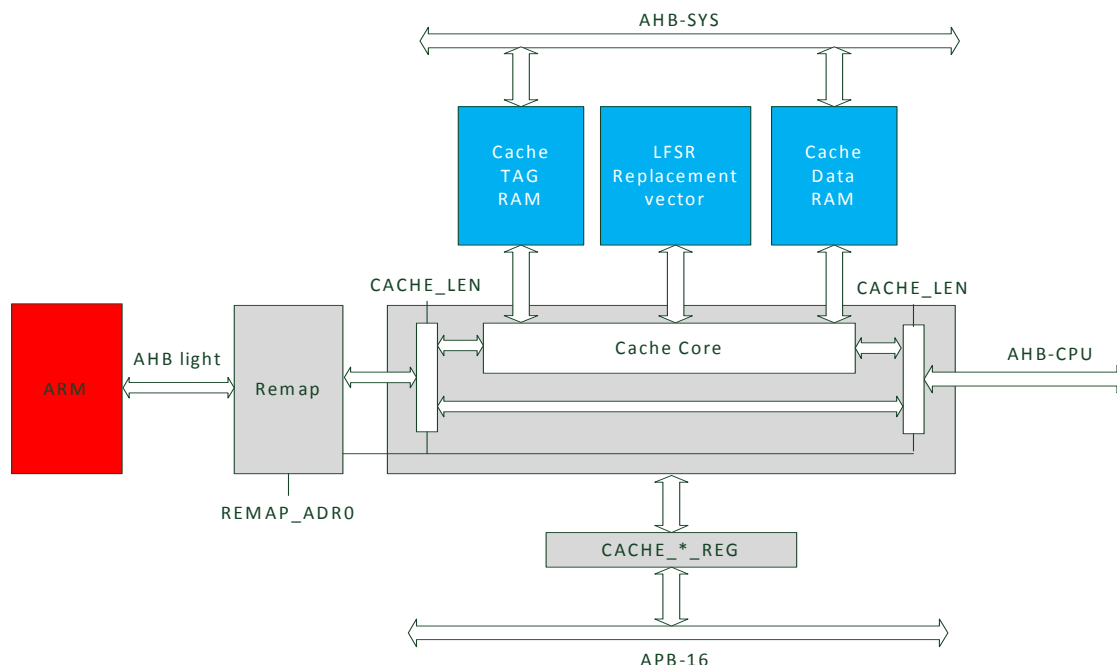 AHB-SYS
Cache
TAG
RAM
LFSR
Replacement
vector
Cache
Data
RAM
CACHE_LEN
CACHE_LEN
ARM
AHB light
Remap
Cache Core
AHB-CPU
REMAP_ADR0
CACHE_*_REG
APB-16